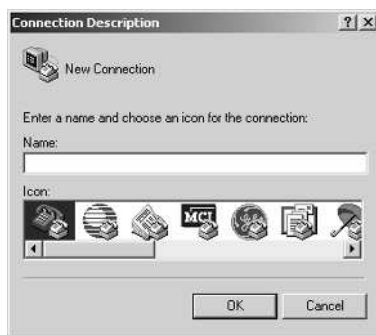 Connection Description
New Connection
Enter a name and choose an icon for the connection:
Name:
Icon:
MCI
OK
Cancel